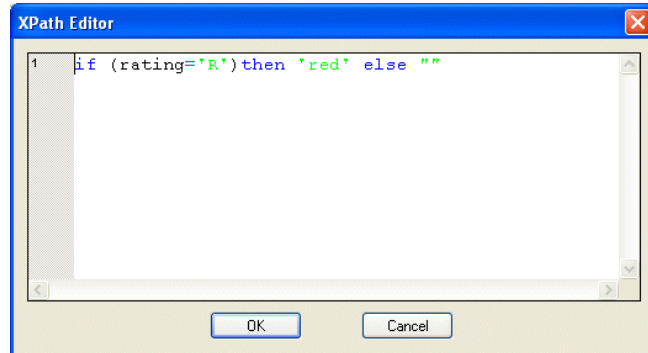 XPath Editor
1 if (rating='R')then 'red' else ""
OK Cancel